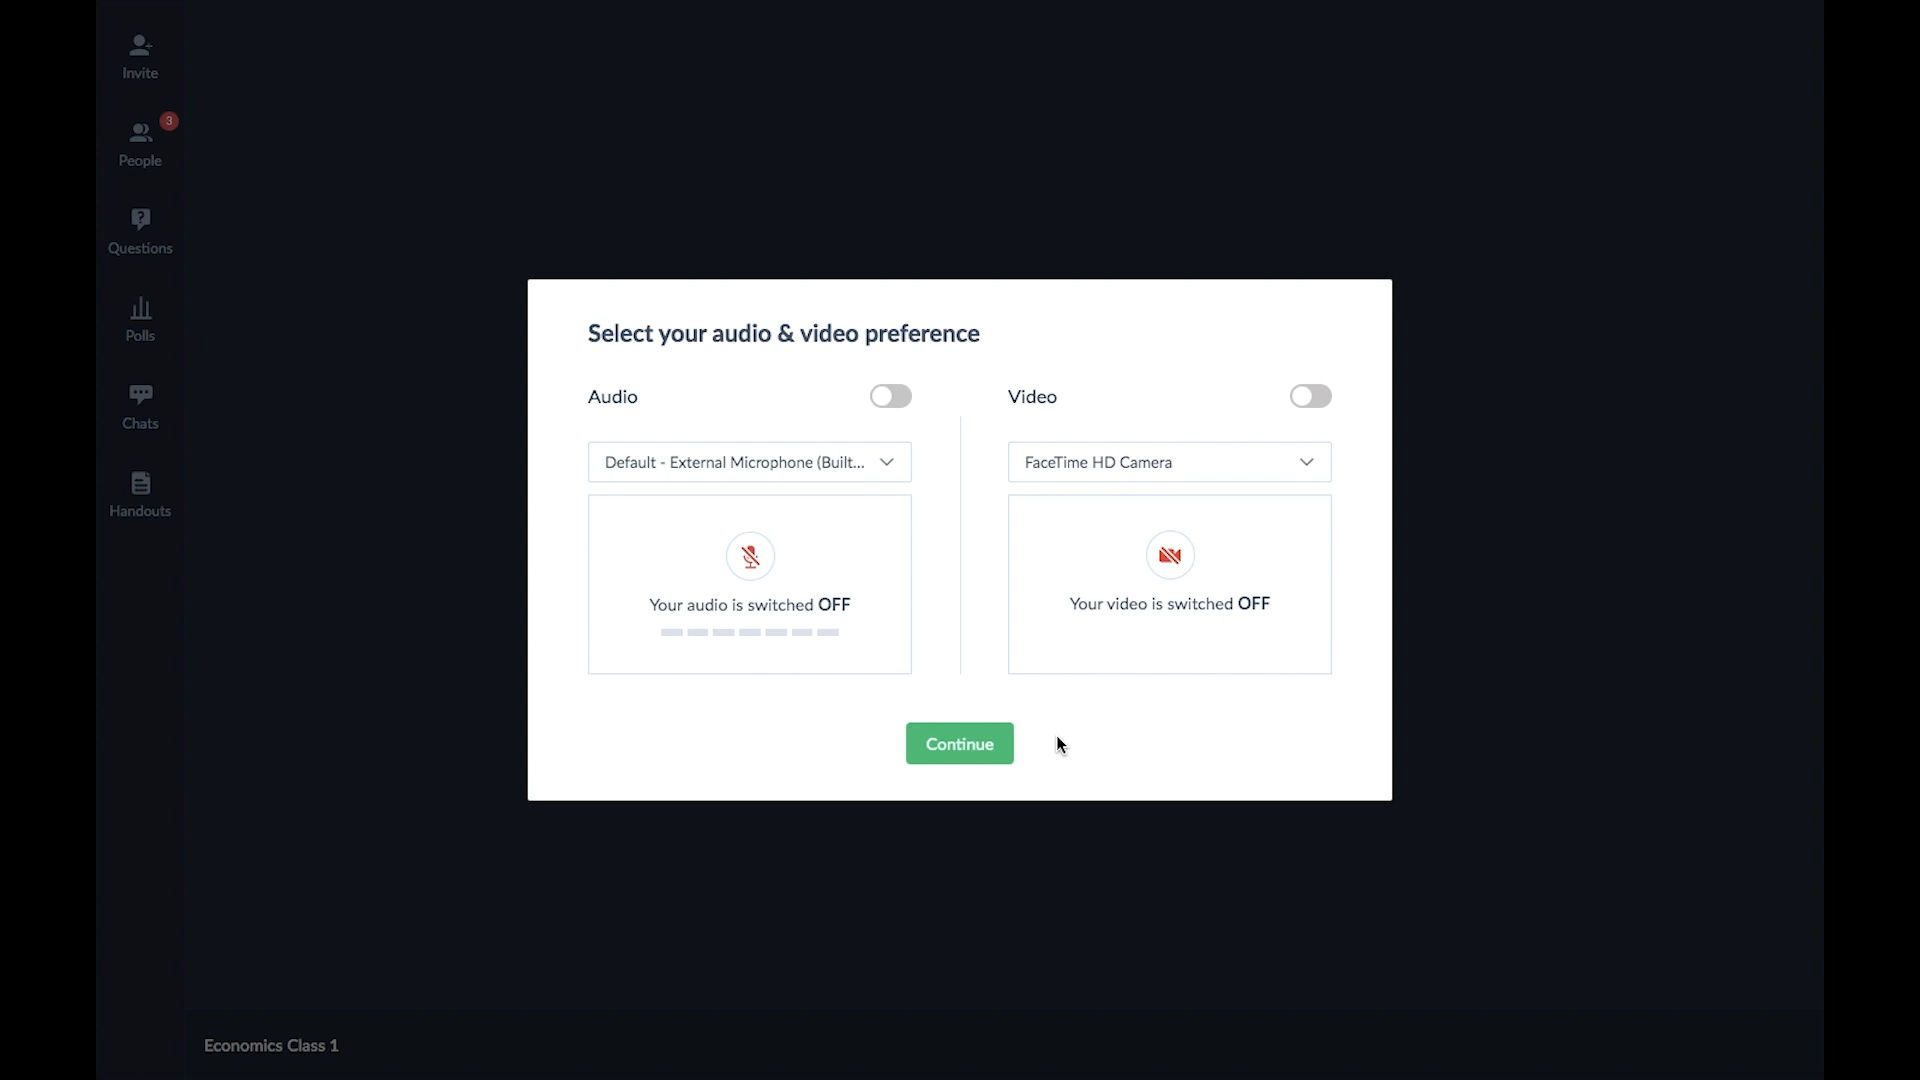 Invite
3
People
Questions
Polls
Chats
Handouts
Select your audio & video preference
Audio
Video
Default - External Microphone (Built...
FaceTime HD Camera
Your audio is switched OFF
Your video is switched OFF
Continue
Economics Class 1